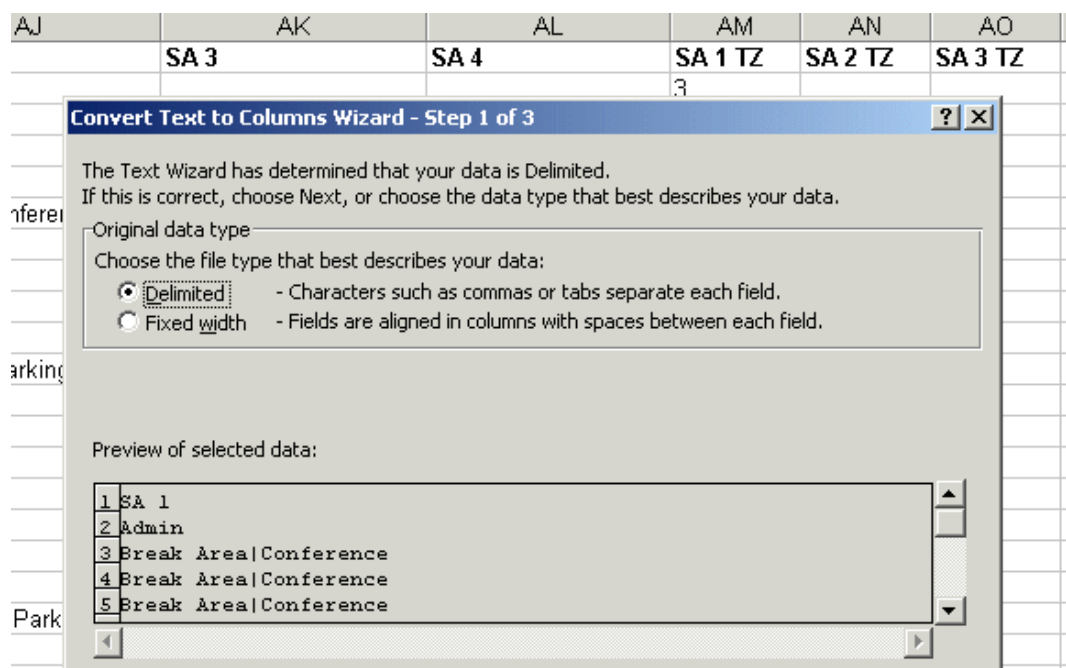 AJ AK AL AM AN AO
SA 3 SA 4 SA 1 TZ SA 2 TZ SA 3 TZ
3
Convert Text to Columns Wizard - Step 1 of 3
The Text Wizard has determined that your data is Delimited.
If this is correct, choose Next, or choose the data type that best describes your data.
nferen
Original data type
Choose the file type that best describes your data:
Delimited - Characters such as commas or tabs separate each field.
Fixed width - Fields are aligned in columns with spaces between each field.
arking
Preview of selected data:
1 SA 1
2 Admin
3 Break Area|Conference
4 Break Area|Conference
5 Break Area|Conference
Park